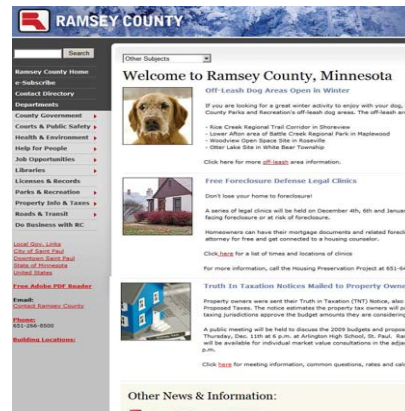 RAMSEY COUNTY
Search
Other Subjects
Ramsey County Home
e-Subscribe
Contact Directory
Departments
County Government
Courts & Public Safety
Health & Environment
Help for People
Job Opportunities
Libraries
Licenses & Records
Parks & Recreation
Property Info & Taxes
Roads & Transit
Do Business with RC
Local Gov. Links
City of Saint Paul
Downtown Saint Paul
State of Minnesota
United States
Free Adobe PDF Reader
Email:
Contact Ramsey County
Phone:
651-266-8500
Building Locations:
Welcome to Ramsey County, Minnesota
Off-Leash Dog Areas Open in Winter
If you are looking for a great winter activity to enjoy with your dog,
County Parks and Recreation's off-leash dog areas. The off-leash are
- Rice Creek Regional Trail Corridor in Shoreview
- Lower Afton area of Battle Creek Regional Park in Maplewood
- Woodview Open Space Site in Roseville
- Otter Lake Site in White Bear Township
Click here for more off-leash area information.
Free Foreclosure Defense Legal Clinics
Don't lose your home to foreclosure!
A series of legal clinics will be held on December 4th, 6th and Januar
facing foreclosure or at risk of foreclosure.
Homeowners can have their mortgage documents and related forecl
attorney for free and get connected to a housing counselor.
Click here for a list of times and locations of clinics
For more information, call the Housing Preservation Project at 651-6
Truth In Taxation Notices Mailed to Property Owne
Property owners were sent their Truth in Taxation (TNT) Notice, also
Proposed Taxes. The notice estimates the property tax owners will p
taxing jurisdictions approve the budget amounts they are considering
A public meeting will be held to discuss the 2009 budgets and propos
Thursday, Dec. 11th at 6 p.m. at Arlington High School, St. Paul. Ra
will be available for individual market value consultations in the adja
p.m.
Click here for meeting information, common questions, rates and calc
Other News & Information: